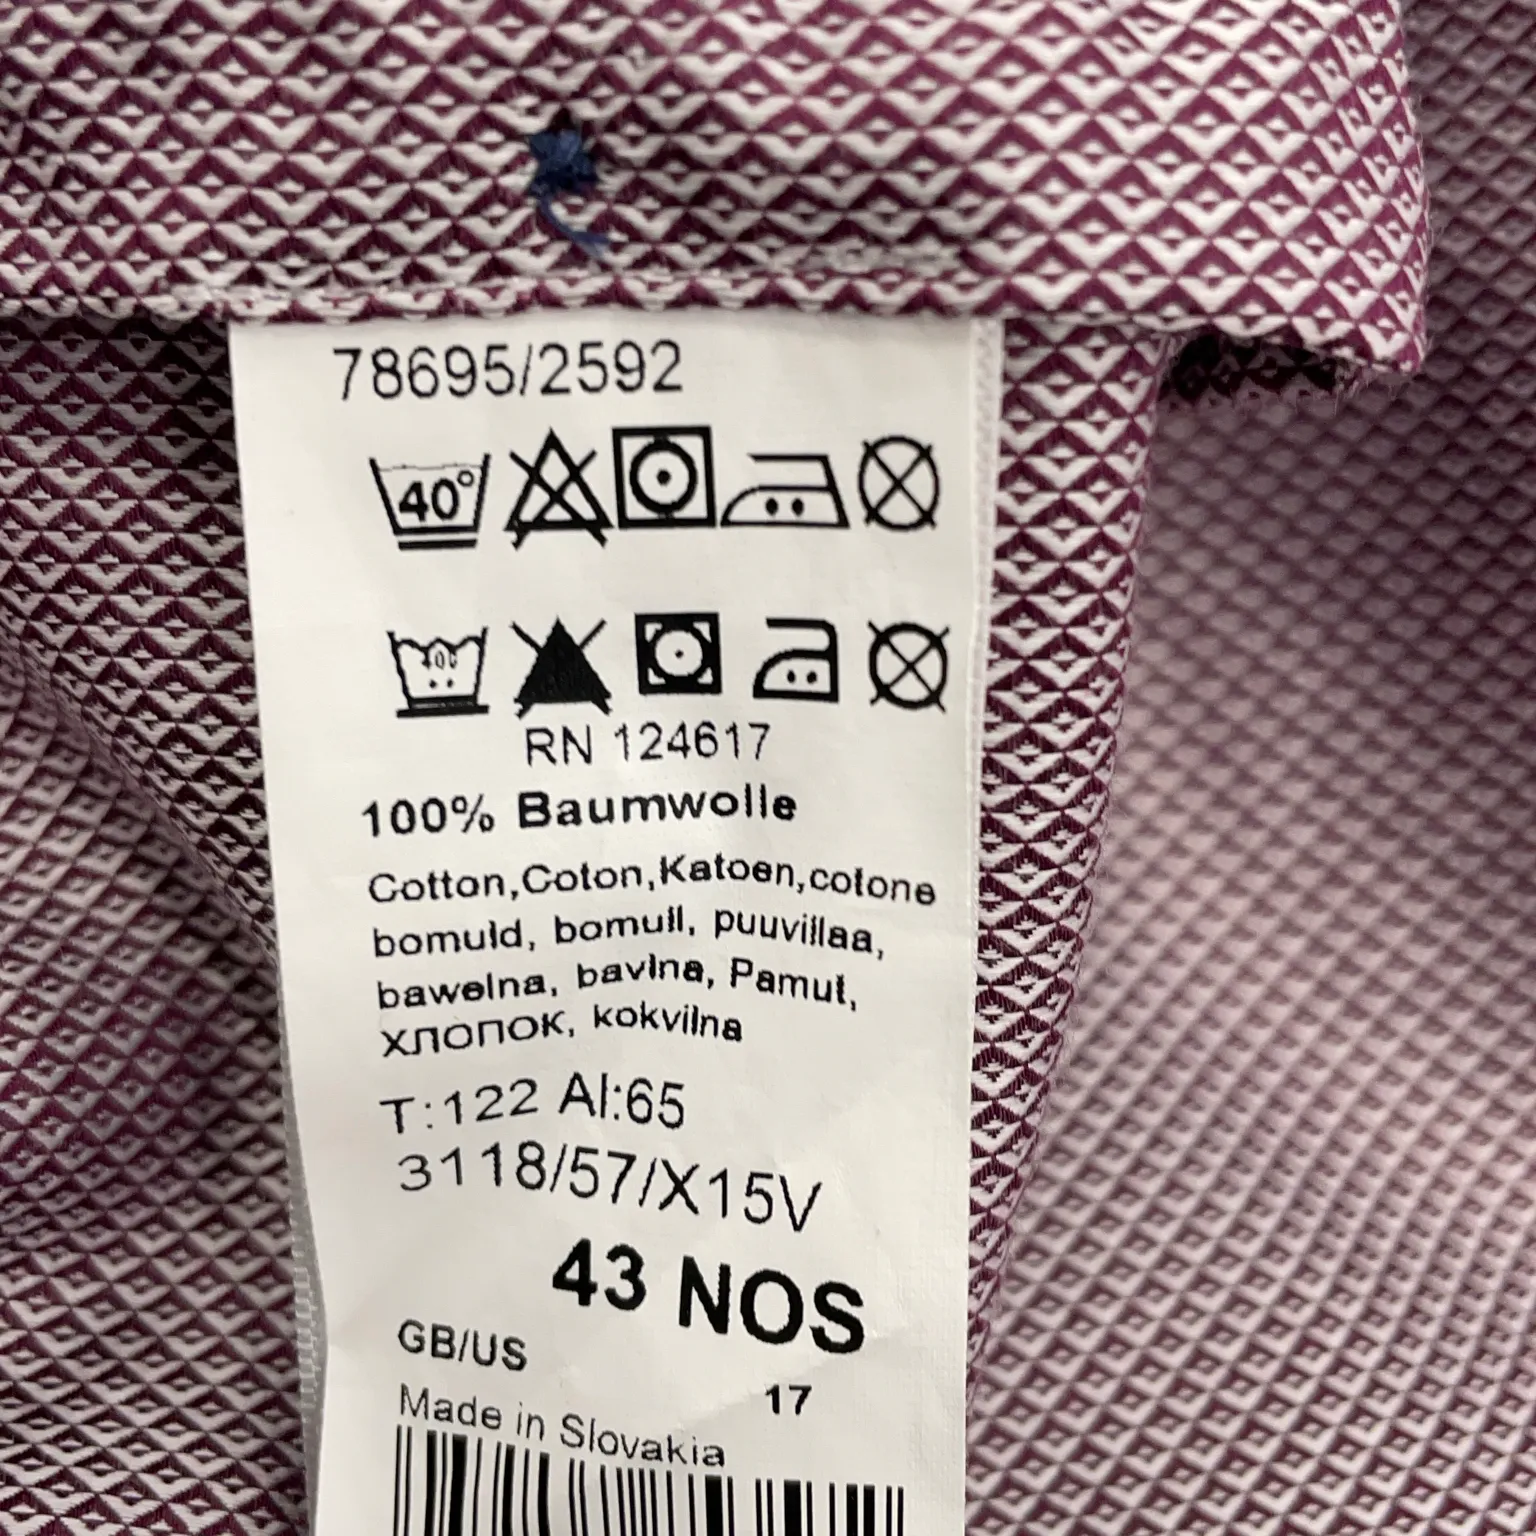 78695/2592
40°
RN 124617
100% Baumwolle
Cotton,Coton,Katoen,cotone
bomuld, bomull, puuvillaa,
bawełna, bavlna, Pamut,
хлопок, kokvilna
T:122 Al:65
3118/57/X15V
43 NOS
GB/US
17
Made in Slovakia